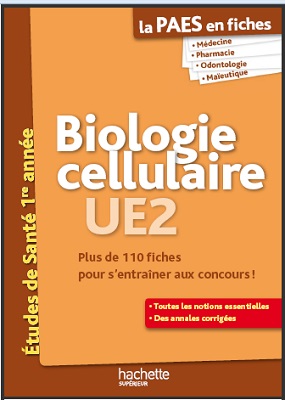 la PAES en fiches
• Médecine
• Pharmacie
• Odontologie
• Maïeutique
Études de Santé 1re année
Biologie
cellulaire
UE2
Plus de 110 fiches
pour s'entraîner aux concours !
• Toutes les notions essentielles
• Des annales corrigées
hachette
SUPÉRIEUR